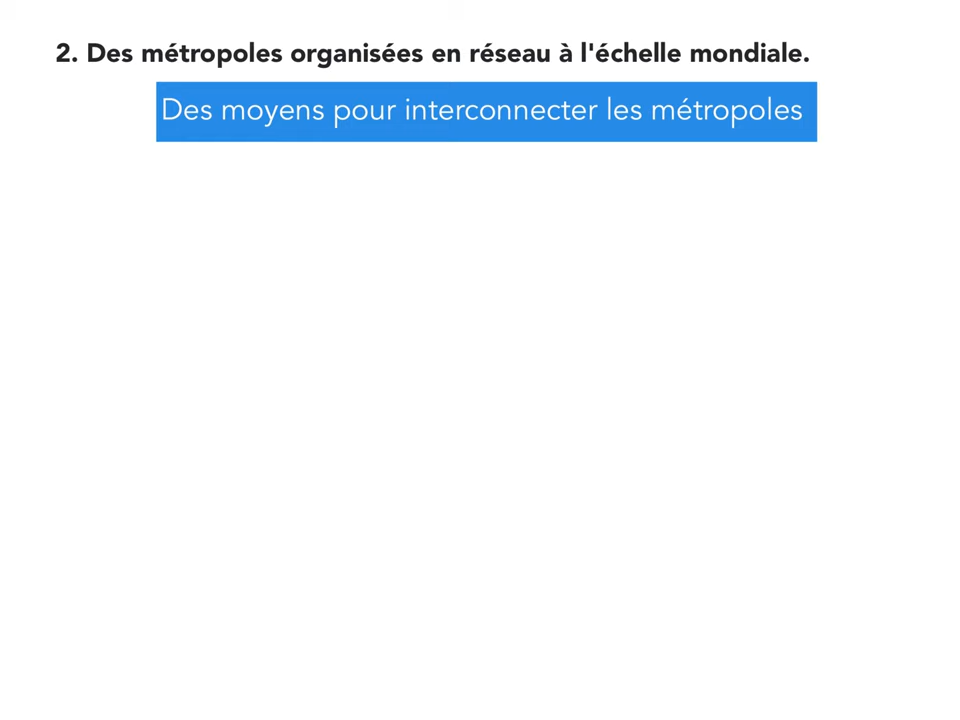 2. Des métropoles organisées en réseau à l'échelle mondiale.
Des moyens pour interconnecter les métropoles